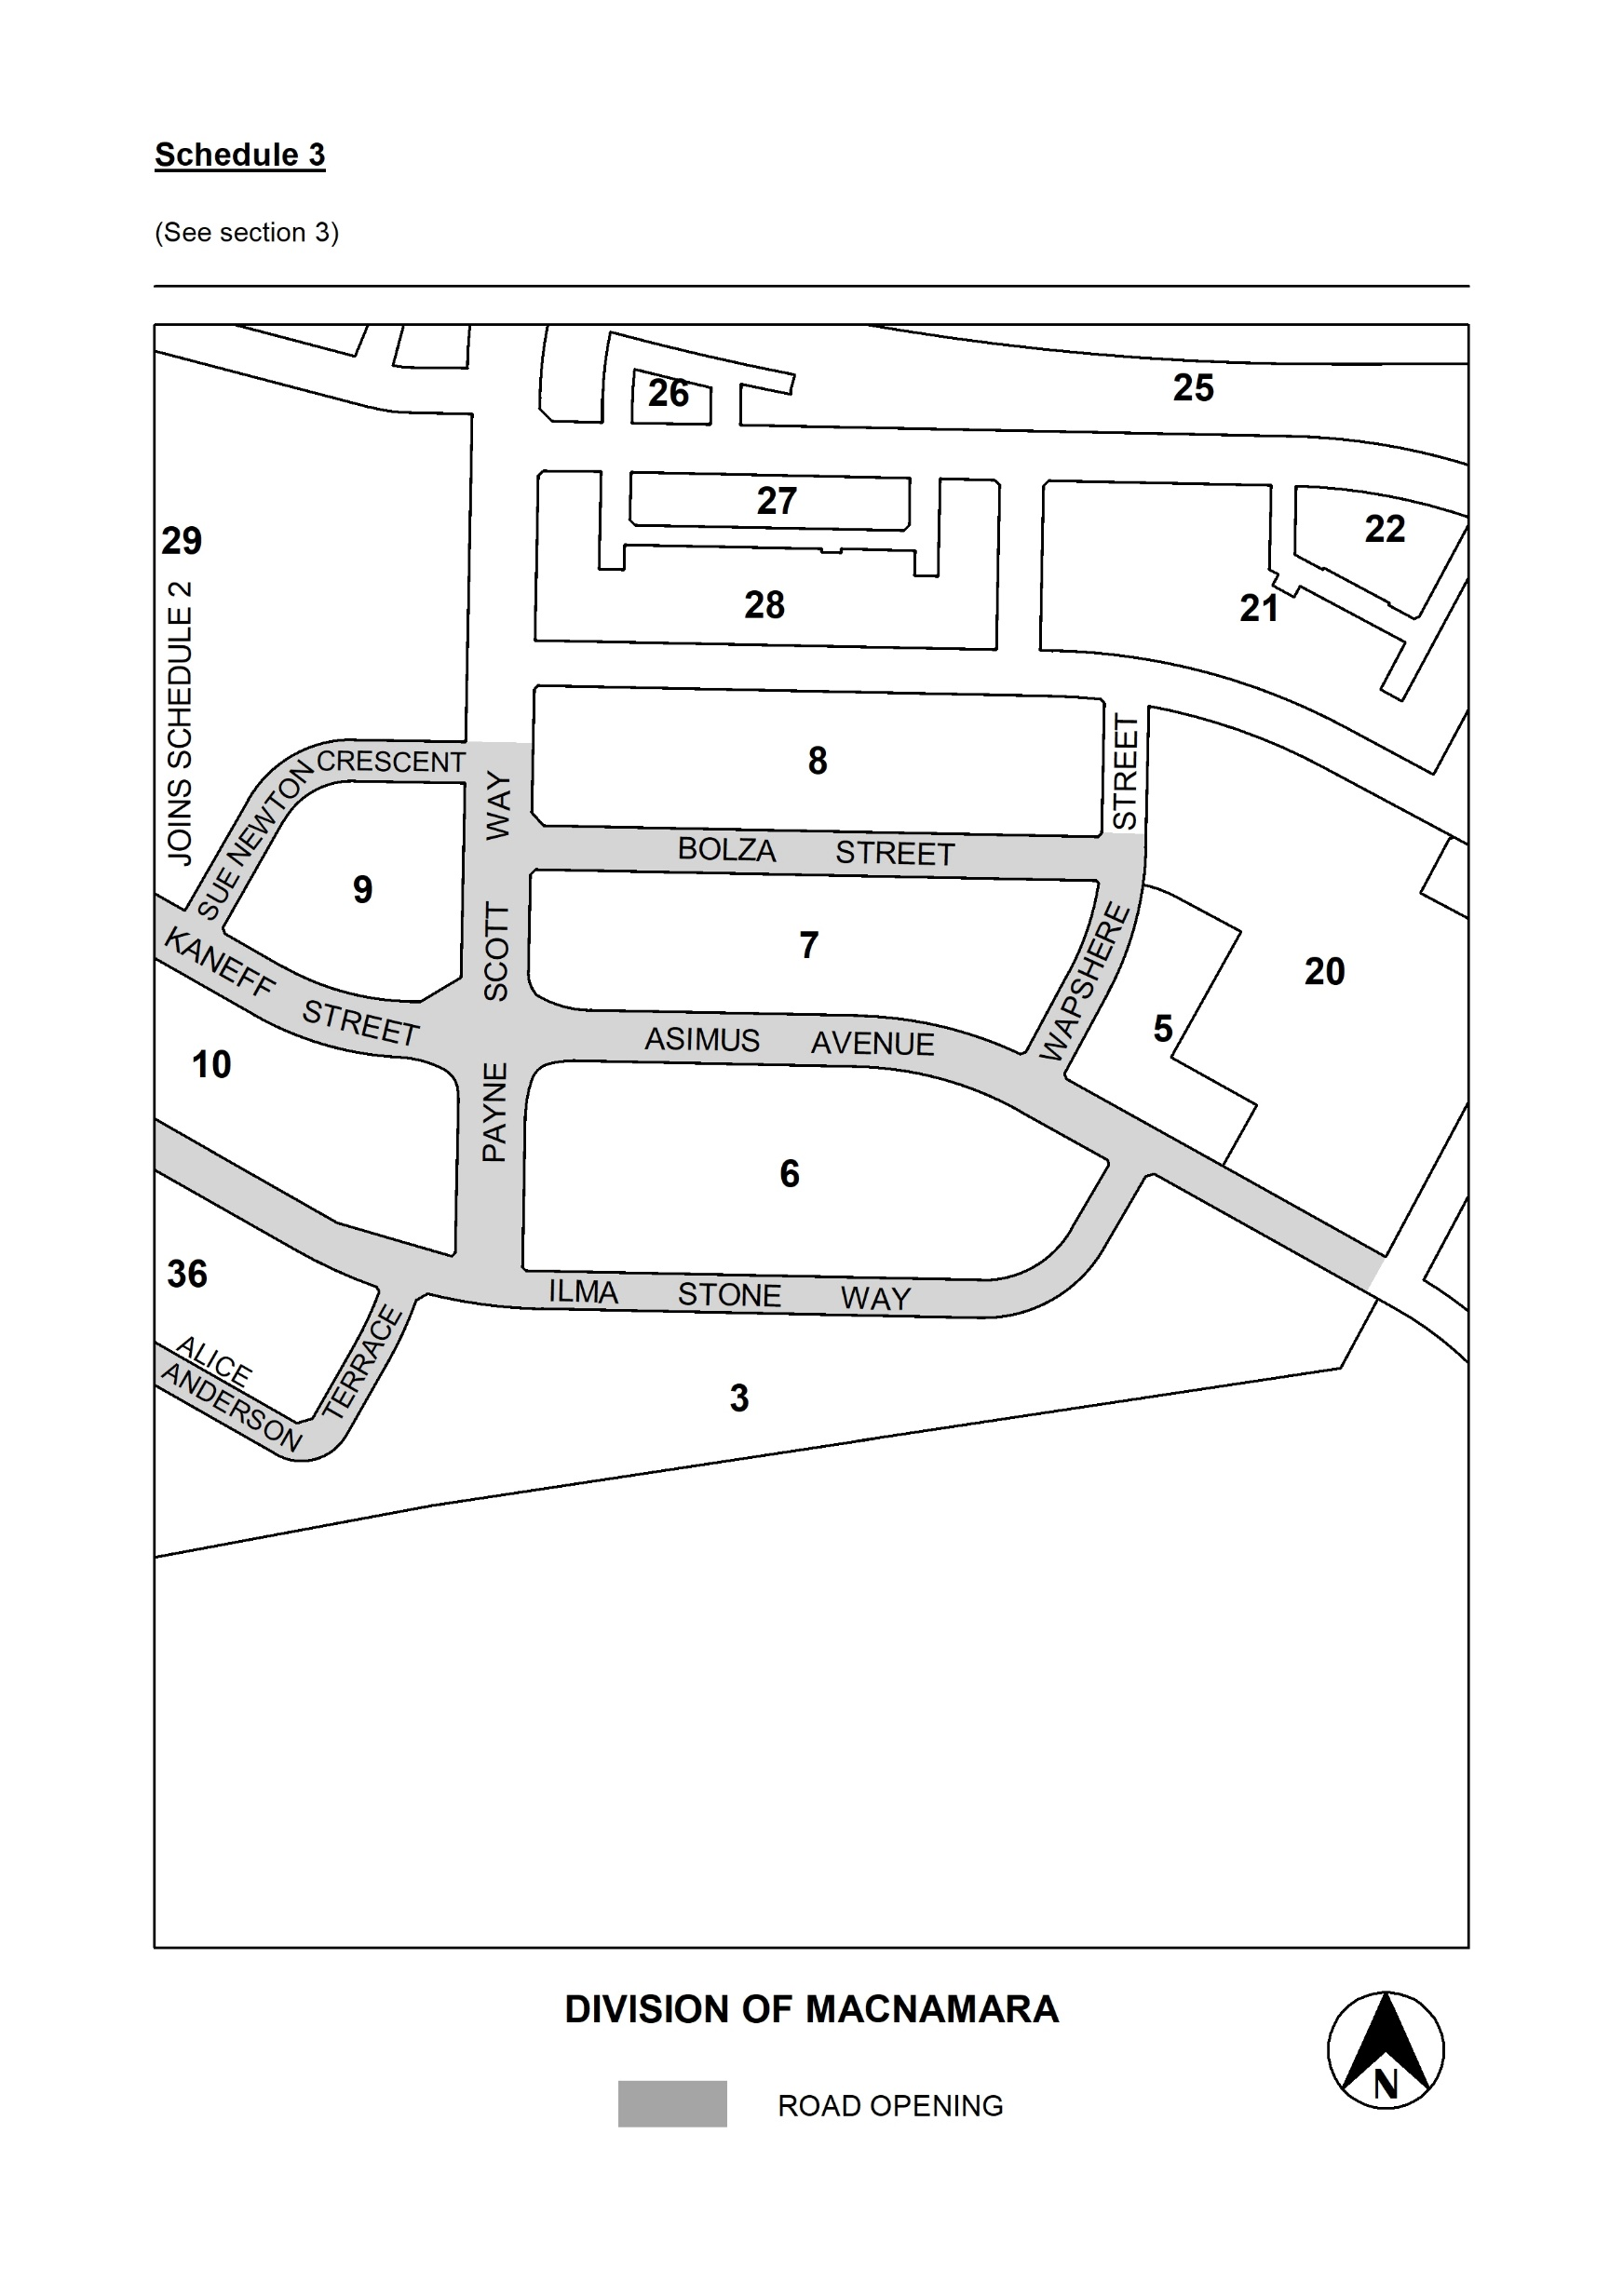 Schedule 3
(See section 3)
26
25
27
22
29
28
21
JOINS SCHEDULE 2
8
STREET
SUE NEWTON CRESCENT
9
PAYNE SCOTT WAY
BOLZA STREET
7
WAPSHERE
20
KANEFF STREET
ASIMUS AVENUE
5
10
6
36
ILMA STONE WAY
ALICE
ANDERSON
TERRACE
3
DIVISION OF MACNAMARA
ROAD OPENING
N